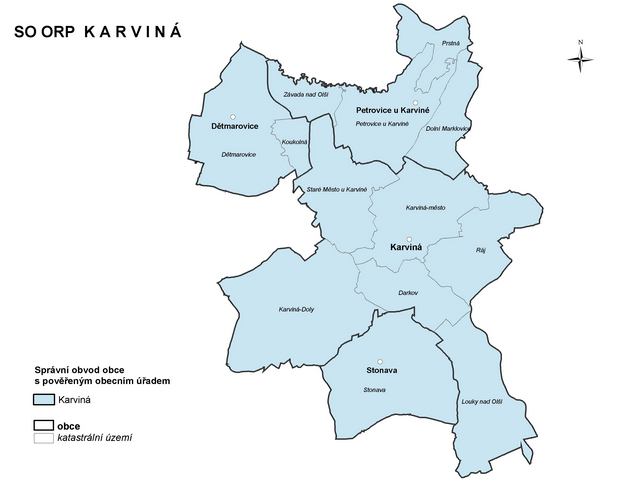 SO ORP KARVINÁ
N
Prstná
Závada nad Olší
Petrovice u Karviné
Petrovice u Karviné
Dolní Marklovice
Dětmarovice
Koukolná
Dětmarovice
Staré Město u Karviné
Karviná-město
Karviná
Ráj
Darkov
Karviná-Doly
Stonava
Stonava
Louky nad Olší
Správní obvod obce
s pověřeným obecním úřadem
Karviná
obce
katastrální území